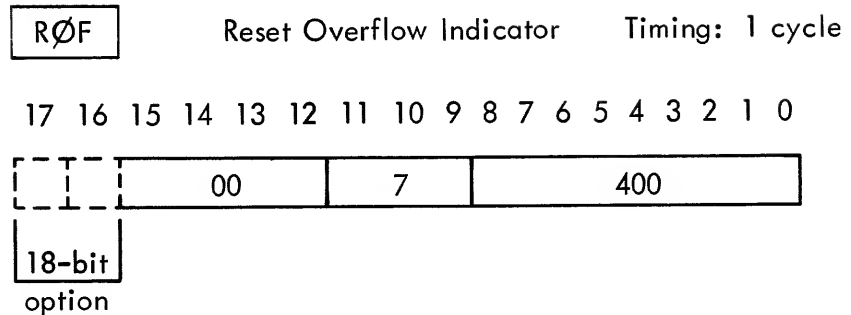 RØF Reset Overflow Indicator Timing: 1 cycle
17 16 15 14 13 12 11 10 9 8 7 6 5 4 3 2 1 0
00 7 400
18-bit
option